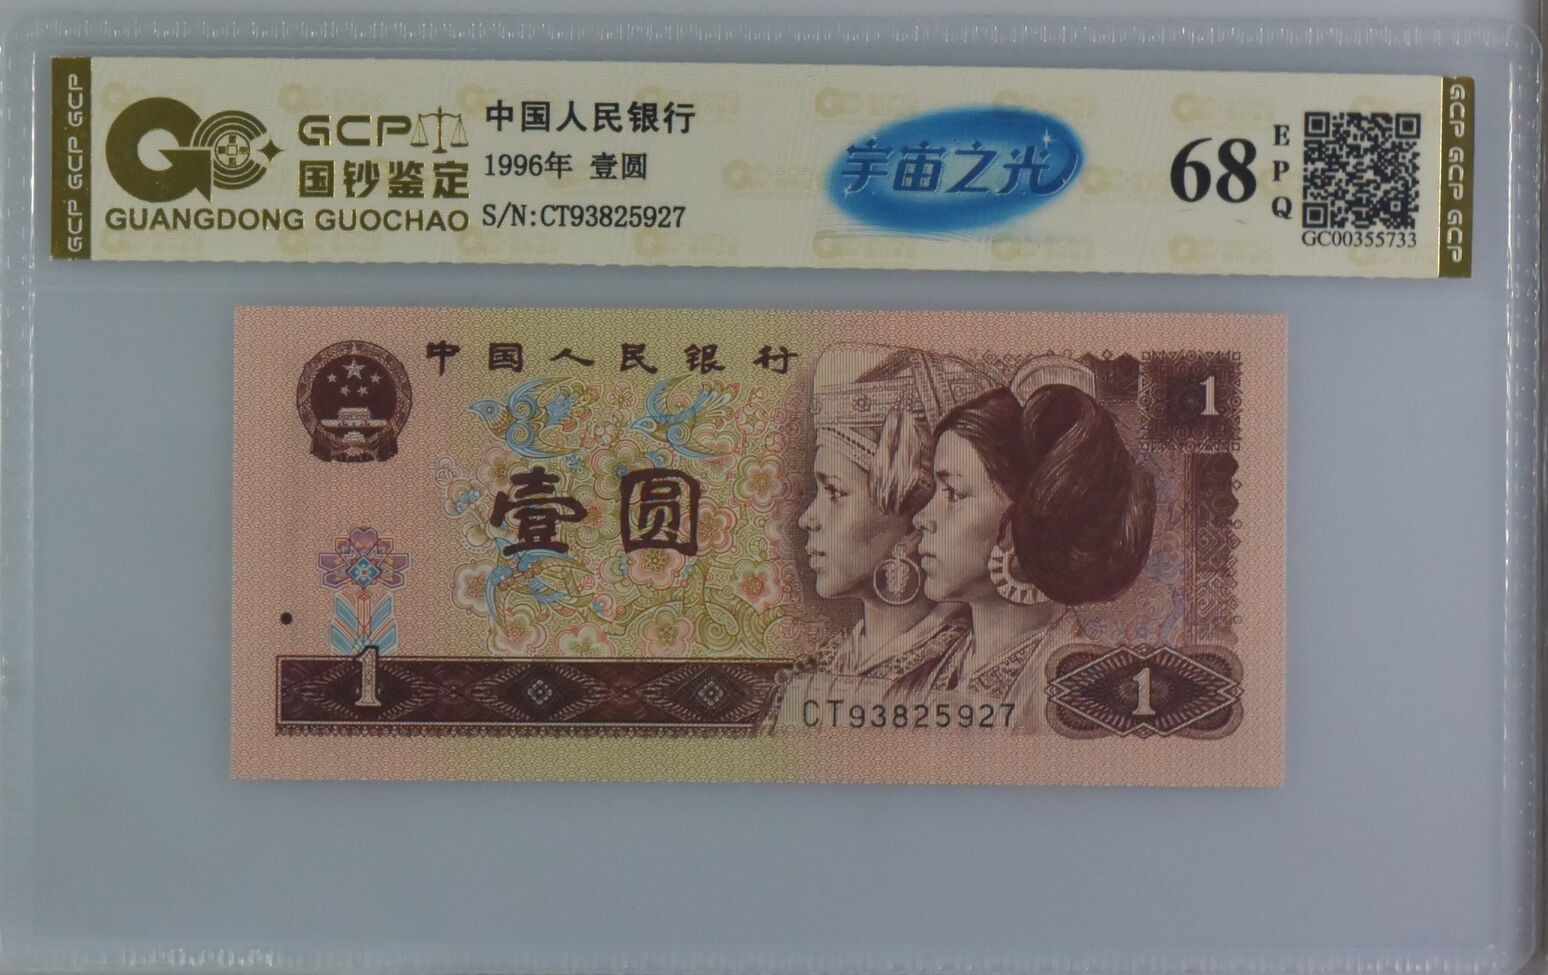 GCP GCP GCP
GCP
国钞鉴定
GUANGDONG GUOCHAO
中国人民银行
1996年 壹圆
S/N:CT93825927
宇宙之光
68
EPQ
GC00355733
GCP GCP GCP
中国人民银行
1
壹圆
1
CT93825927
1